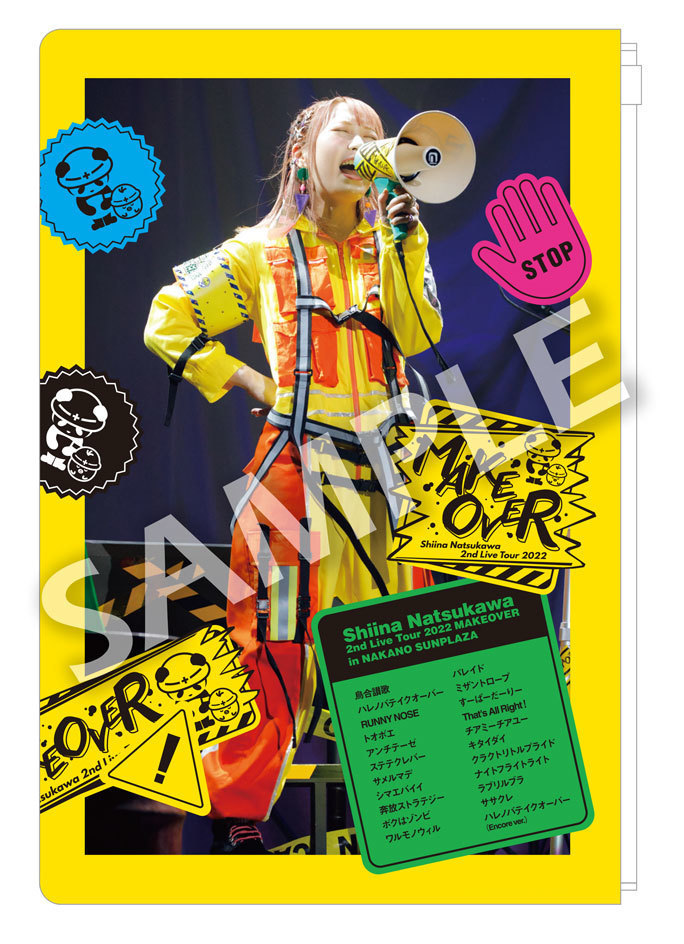 STOP
MAKE
OVER
Shiina Natsukawa
2nd Live Tour 2022
SAMPLE
Shiina Natsukawa
2nd Live Tour 2022 MAKEOVER
in NAKANO SUNPLAZA
烏合讃歌
ハレノバテイクオーバー
RUNNY NOSE
トオボエ
アンチテーゼ
ステテクレバー
サメルマデ
シマエバイイ
奔放ストラテジー
ボクはゾンビ
ワルモノウィル
パレイド
ミザントロープ
すーぱーだーりー
That's All Right!
チアミーチアユー
キタイダイ
クラクトリトルプライド
ナイトフライトライト
ラブリルブラ
ササクレ
ハレノバテイクオーバー
(Encore ver.)
EOVER
sukawa 2nd Li
!